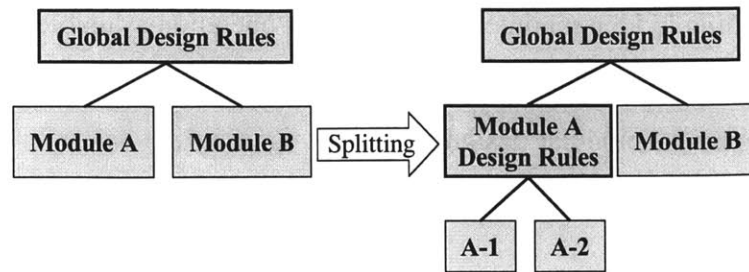 Global Design Rules
Module A
Module B
Splitting
Global Design Rules
Module A
Design Rules
Module B
A-1
A-2